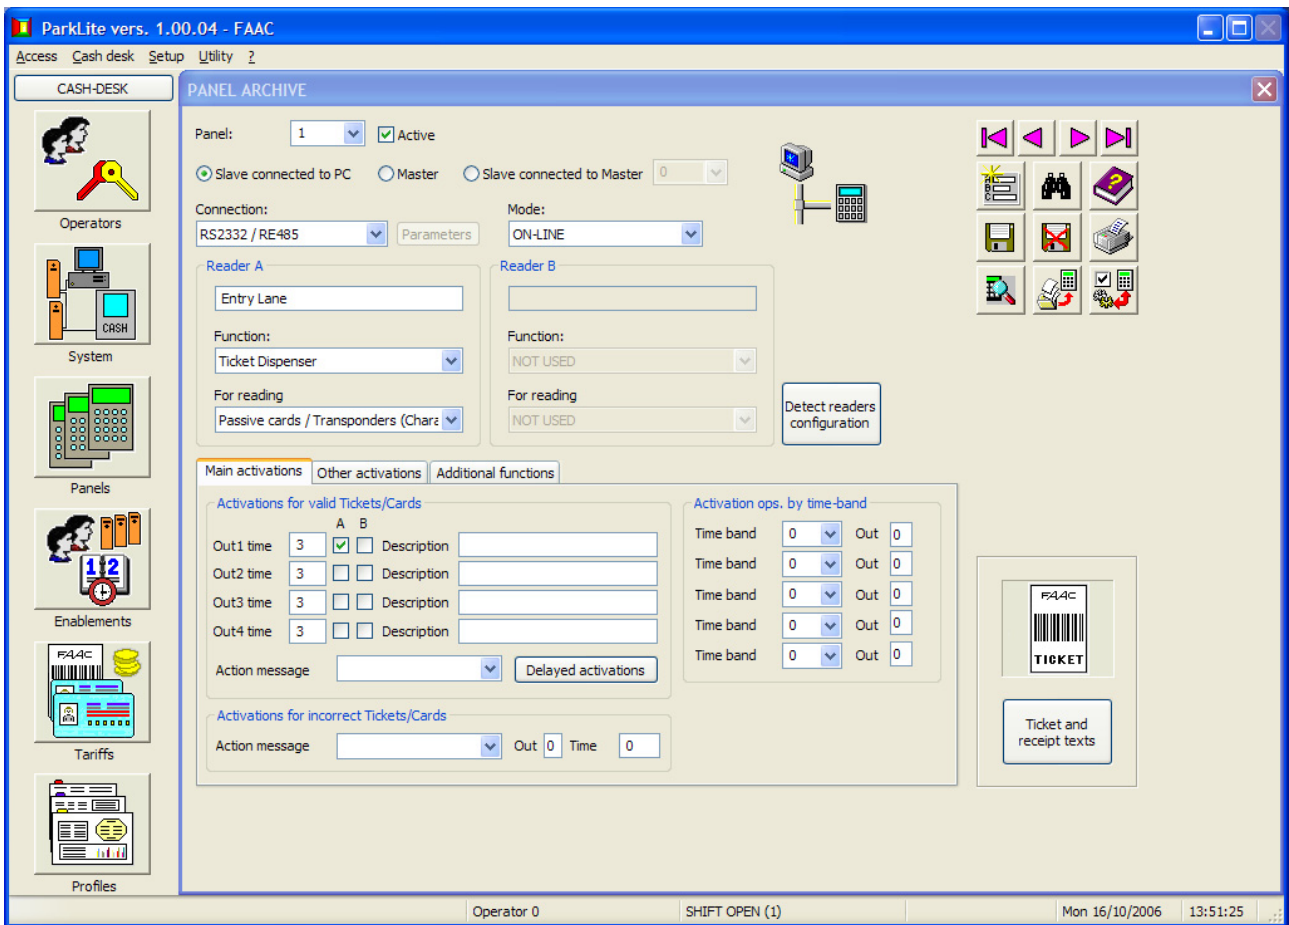 ParkLite vers. 1.00.04 - FAAC
Access Cash desk Setup Utility ?
CASH-DESK
Operators
CASH
System
Panels
1 2
Enablements
FAAC
Tariffs
Profiles
PANEL ARCHIVE
Panel: 1 Active
Slave connected to PC Master Slave connected to Master 0
Connection: Mode:
RS2332 / RE485 Parameters ON-LINE
Reader A Reader B
Entry Lane
Function: Function:
Ticket Dispenser NOT USED
For reading For reading
Passive cards / Transponders (Chara NOT USED
Detect readers
configuration
Main activations Other activations Additional functions
Activations for valid Tickets/Cards
A B
Out1 time 3 Description
Out2 time 3 Description
Out3 time 3 Description
Out4 time 3 Description
Action message Delayed activations
Activations for incorrect Tickets/Cards
Action message Out 0 Time 0
Activation ops. by time-band
Time band 0 Out 0
Time band 0 Out 0
Time band 0 Out 0
Time band 0 Out 0
Time band 0 Out 0
FAAC
TICKET
Ticket and
receipt texts
Operator 0 SHIFT OPEN (1) Mon 16/10/2006 13:51:25